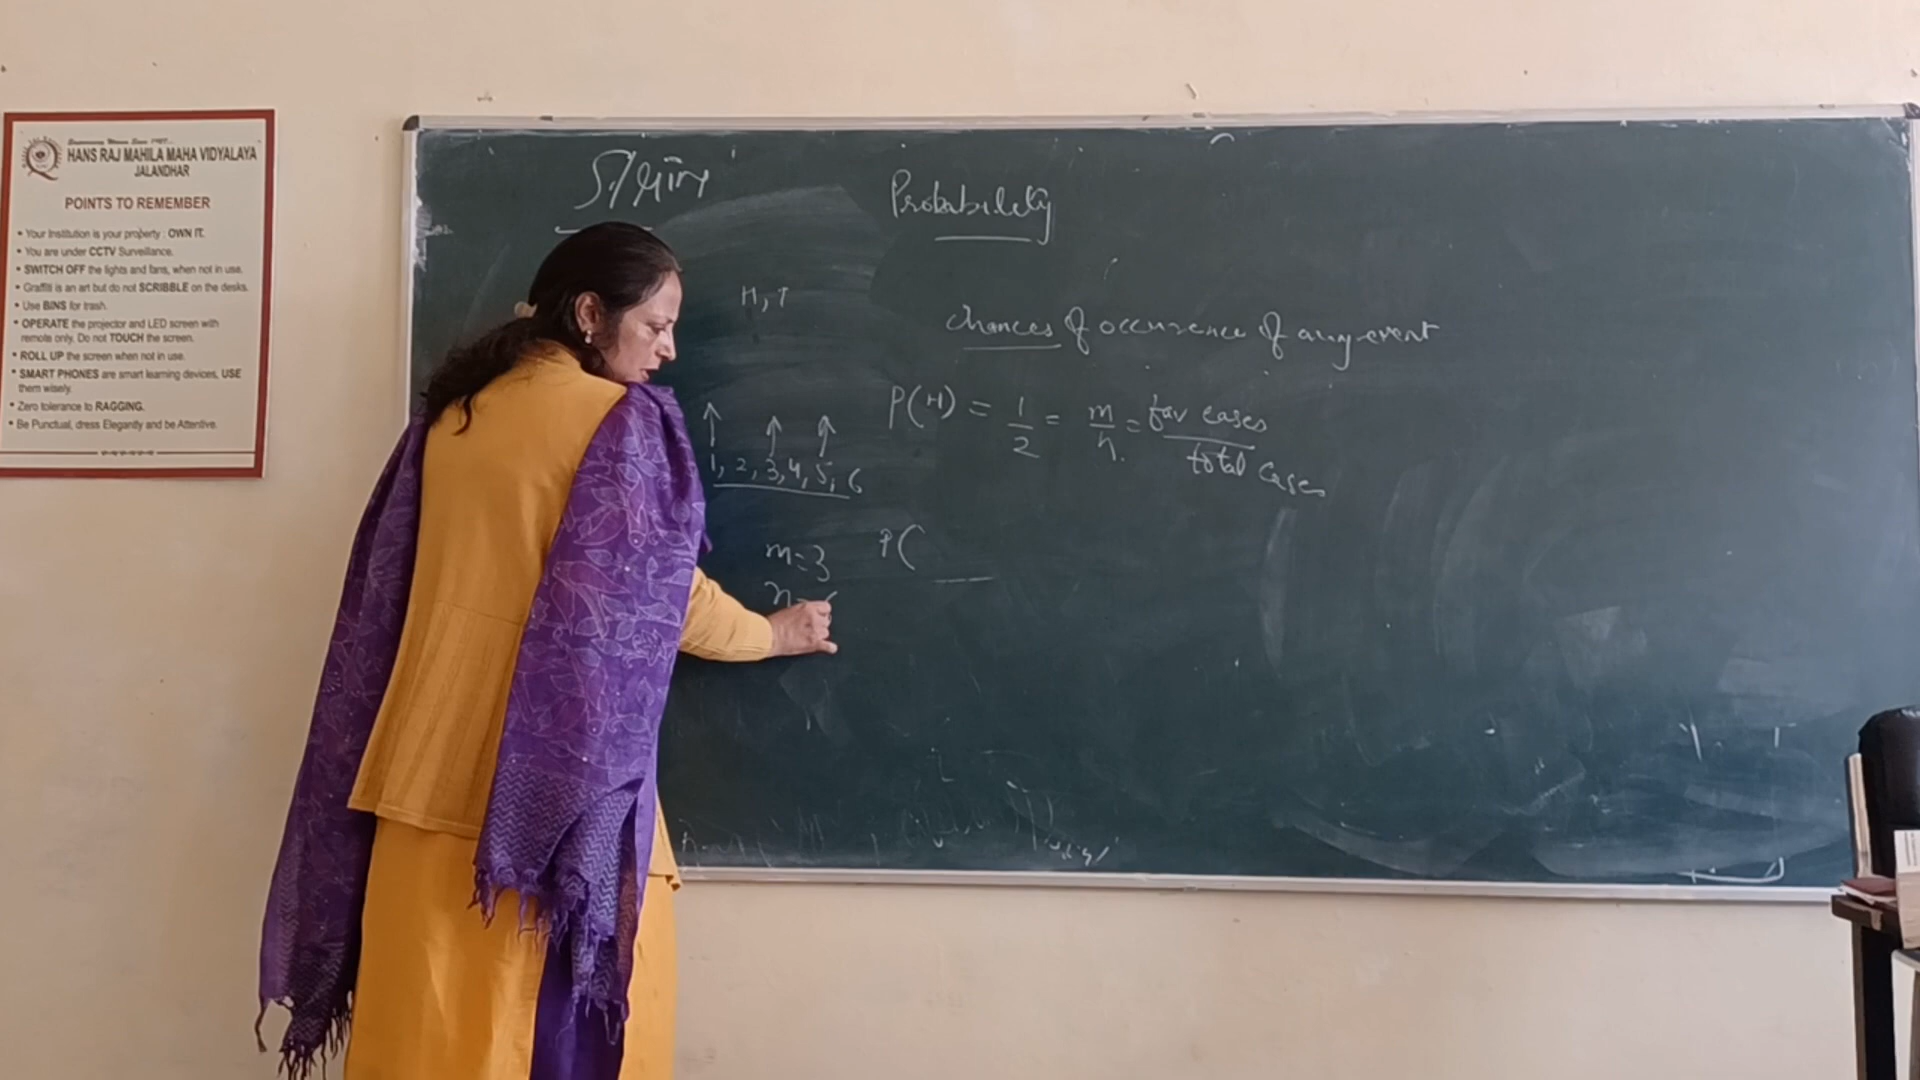 HANS RAJ MAHILA MAHA VIDYALAYA
JALANDHAR
POINTS TO REMEMBER
• Your Institution is your property : OWN IT.
• You are under CCTV Surveillance.
• SWITCH OFF the lights and fans, when not in use.
• Graffiti is an art but do not SCRIBBLE on the desks.
• Use BINS for trash.
• OPERATE the projector and LED screen with
remote only. Do not TOUCH the screen.
• ROLL UP the screen when not in use.
• SMART PHONES are smart learning devices, USE
them wisely.
• Zero tolerance to RAGGING.
• Be Punctual, dress Elegantly and be Attentive.
Probability
H, T
chances of occurence of any event
P(H) = 1/2 = m/n = fav cases/total cases
1, 2, 3, 4, 5, 6
m=3
P(
n=